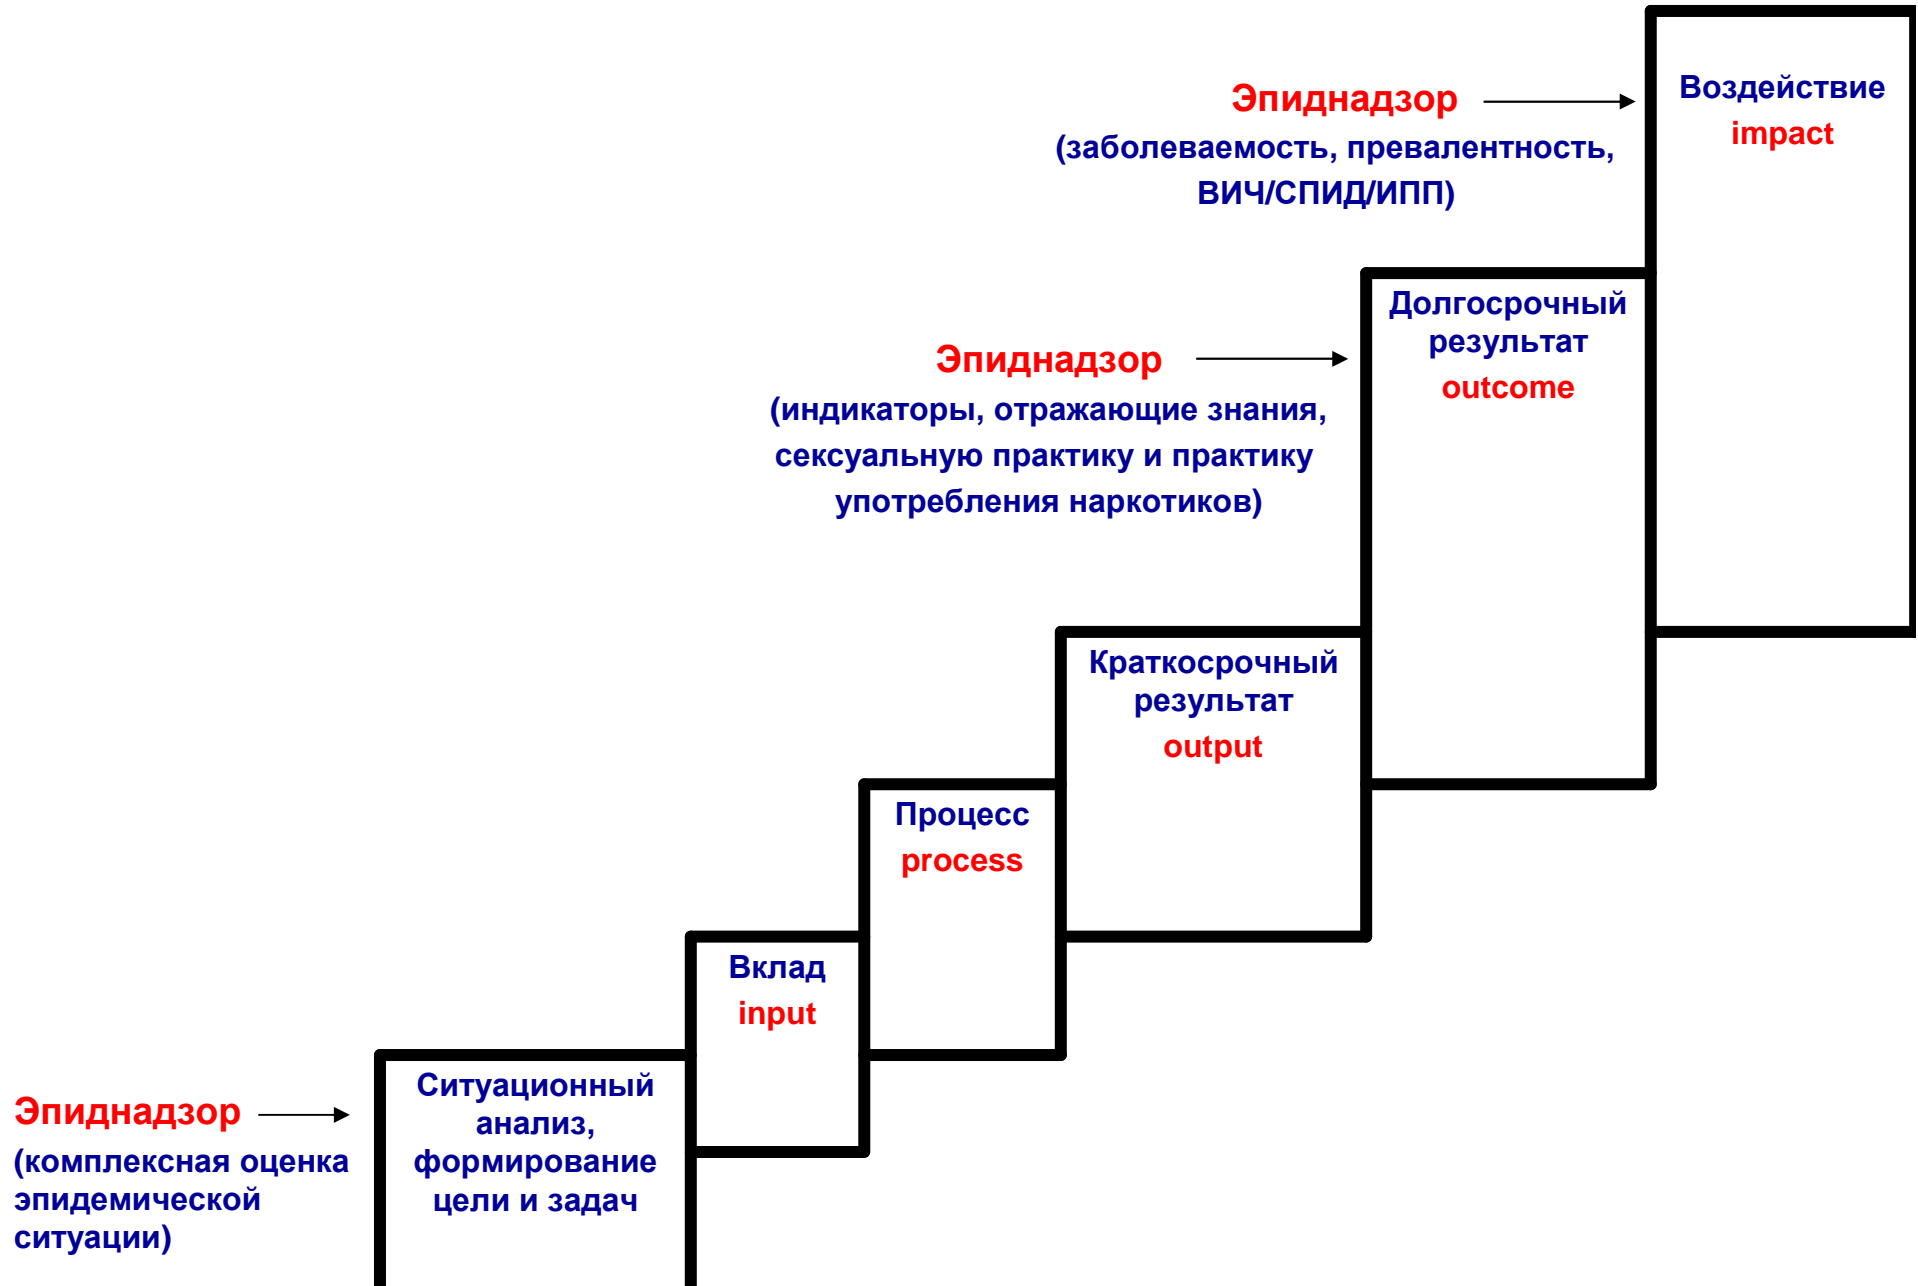 Воздействие
impact
Эпиднадзор
(заболеваемость, превалентность,
ВИЧ/СПИД/ИПП)
Долгосрочный
результат
outcome
Эпиднадзор
(индикаторы, отражающие знания,
сексуальную практику и практику
употребления наркотиков)
Краткосрочный
результат
output
Процесс
process
Вклад
input
Ситуационный
анализ,
формирование
цели и задач
Эпиднадзор
(комплексная оценка
эпидемической
ситуации)